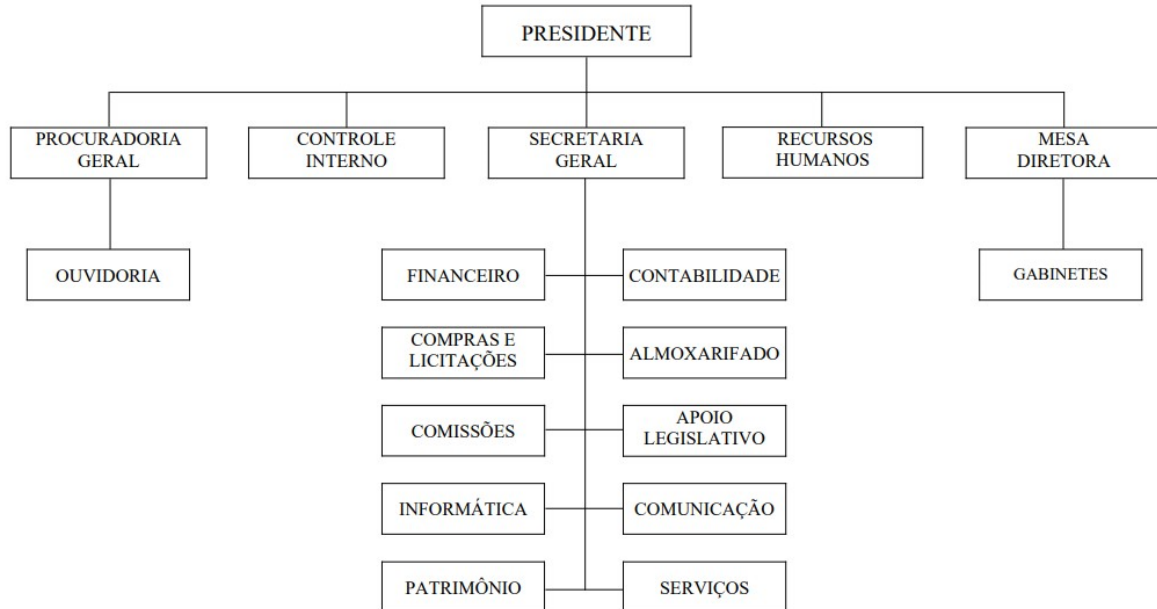 PRESIDENTE
PROCURADORIA
GERAL
CONTROLE
INTERNO
SECRETARIA
GERAL
RECURSOS
HUMANOS
MESA
DIRETORA
OUVIDORIA
FINANCEIRO
CONTABILIDADE
GABINETES
COMPRAS E
LICITAÇÕES
ALMOXARIFADO
COMISSÕES
APOIO
LEGISLATIVO
INFORMÁTICA
COMUNICAÇÃO
PATRIMÔNIO
SERVIÇOS